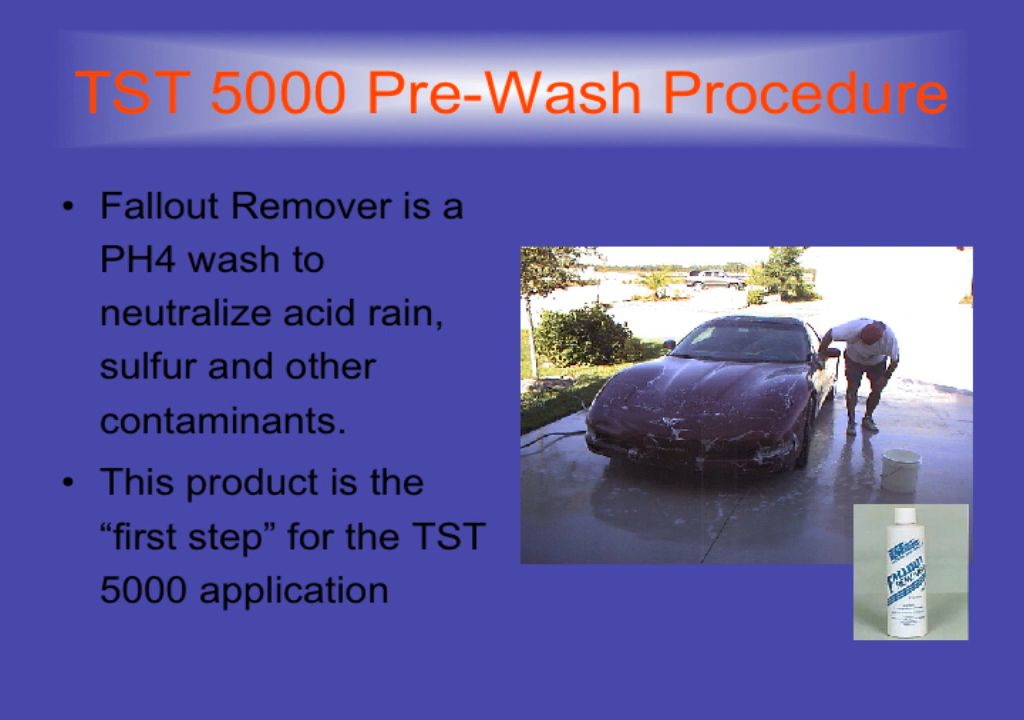 TST 5000 Pre-Wash Procedure
• Fallout Remover is a
PH4 wash to
neutralize acid rain,
sulfur and other
contaminants.
• This product is the
“first step” for the TST
5000 application
FALLOUT